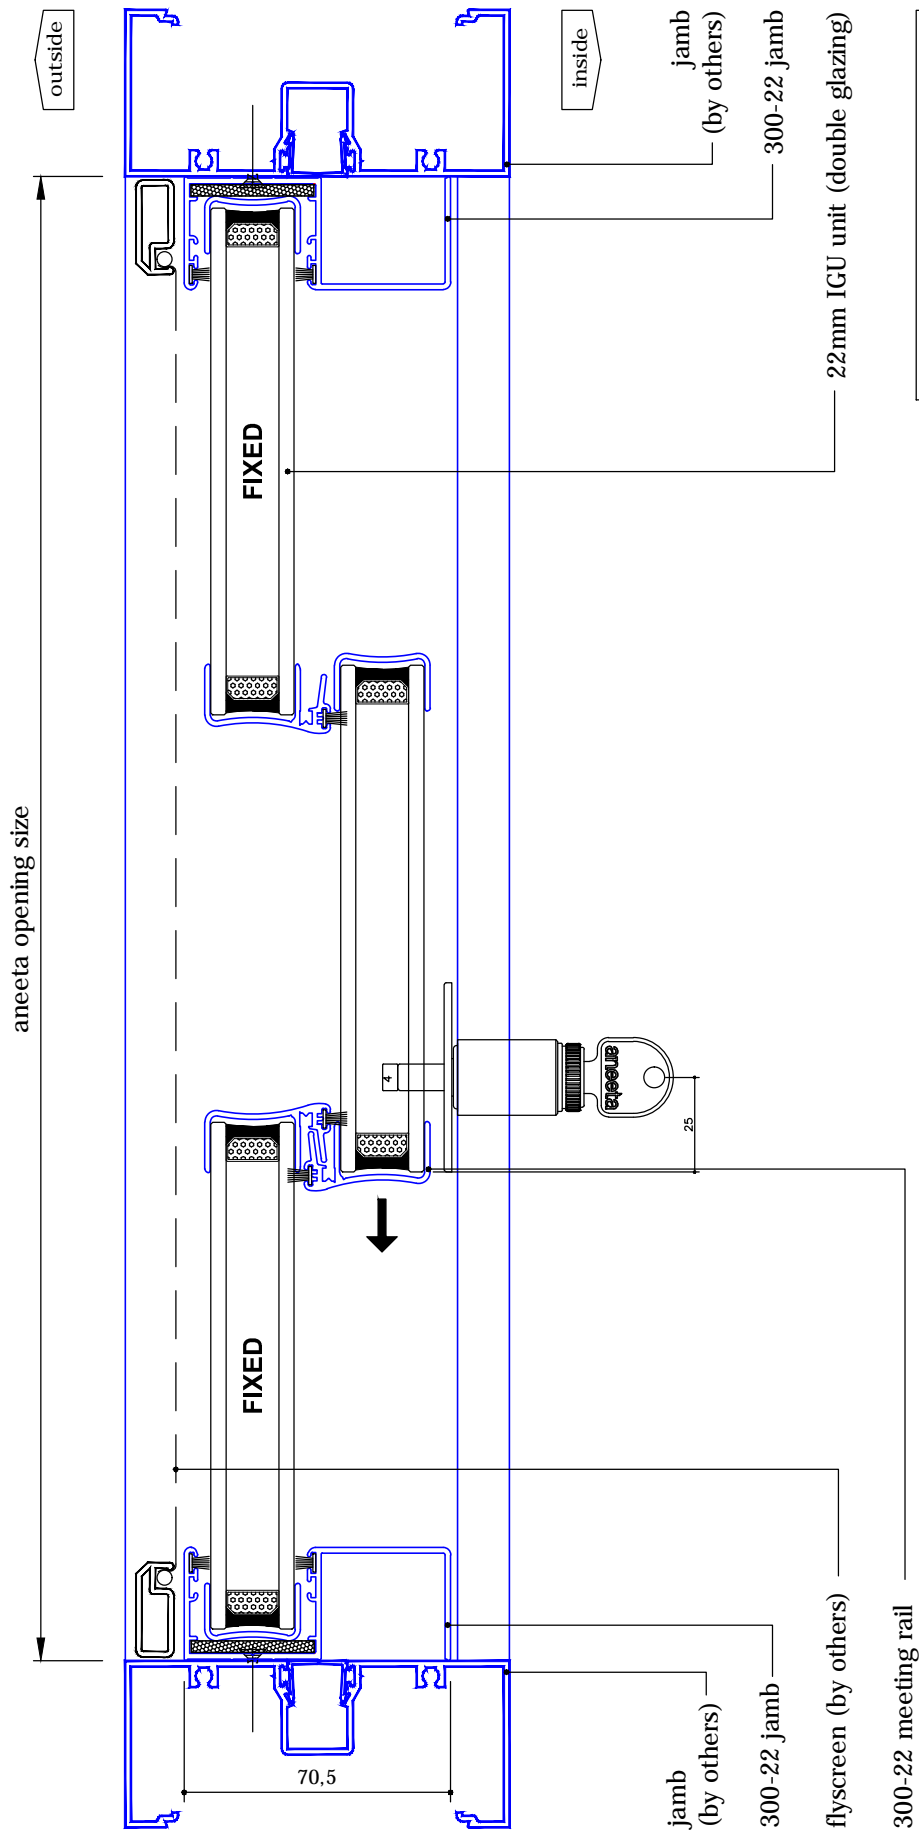 outside
inside
aneeta opening size
jamb
(by others)
300-22 jamb
22mm IGU unit (double glazing)
FIXED
FIXED
4
aneeta
25
70,5
jamb
(by others)
300-22 jamb
flyscreen (by others)
300-22 meeting rail